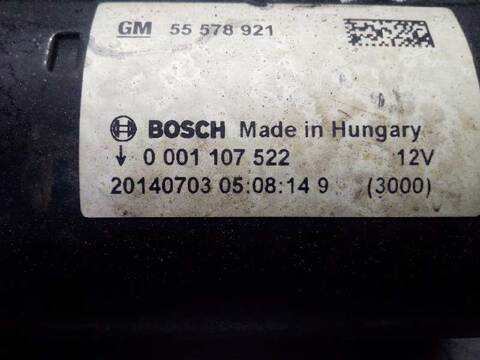 GM 55 578 921
BOSCH Made in Hungary
0 001 107 522 12V
20140703 05:08:14 9 (3000)